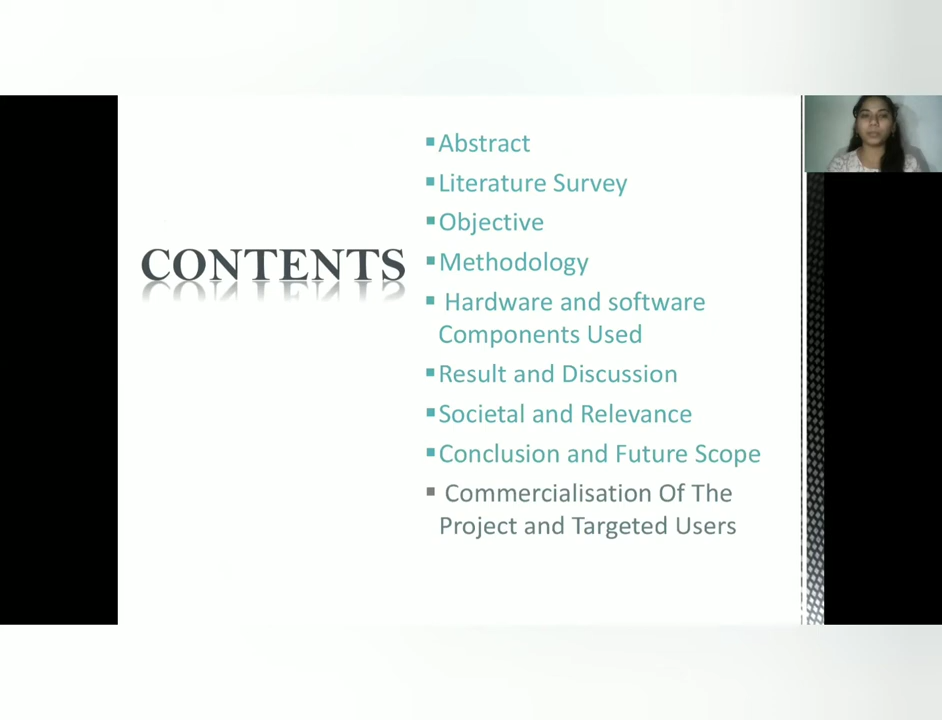 CONTENTS
Abstract
Literature Survey
Objective
Methodology
Hardware and software
Components Used
Result and Discussion
Societal and Relevance
Conclusion and Future Scope
Commercialisation Of The
Project and Targeted Users